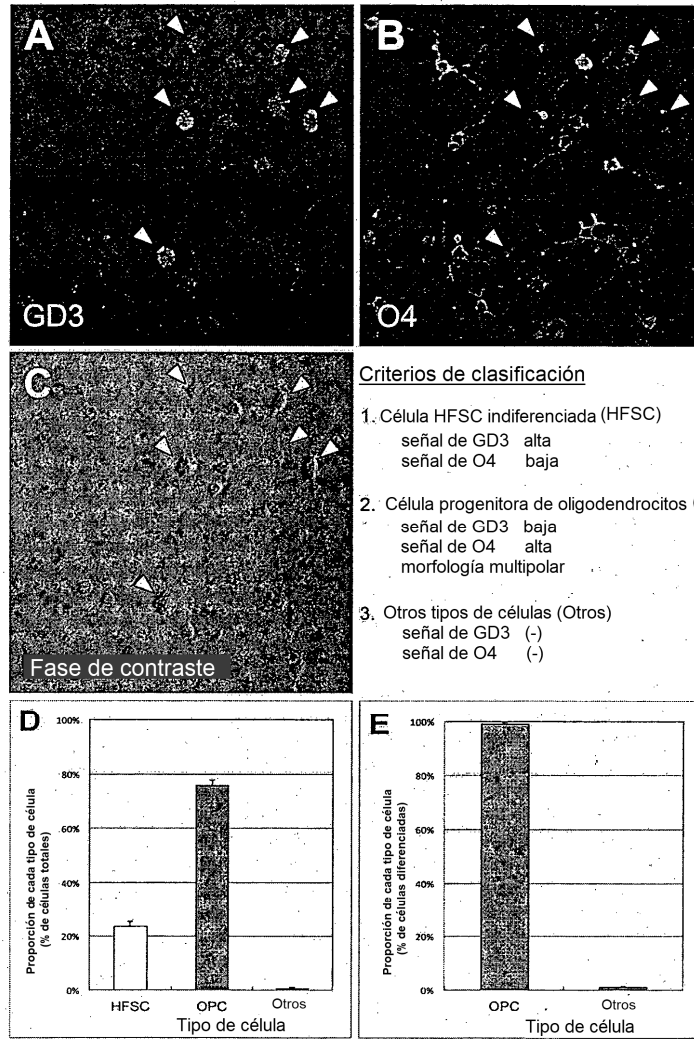 A
GD3
B
O4
C
Fase de contraste
Criterios de clasificación
1. Célula HFSC indiferenciada (HFSC)
señal de GD3 alta
señal de O4 baja
2. Célula progenitora de oligodendrocitos (
señal de GD3 baja
señal de O4 alta
morfología multipolar
3. Otros tipos de células (Otros)
señal de GD3 (-)
señal de O4 (-)
D
Proporción de cada tipo de célula
(% de células totales)
100%
80%
60%
40%
20%
0%
HFSC OPC Otros
Tipo de célula
E
Proporción de cada tipo de célula
(% de células diferenciadas)
100%
80%
60%
40%
20%
0%
OPC Otros
Tipo de célula